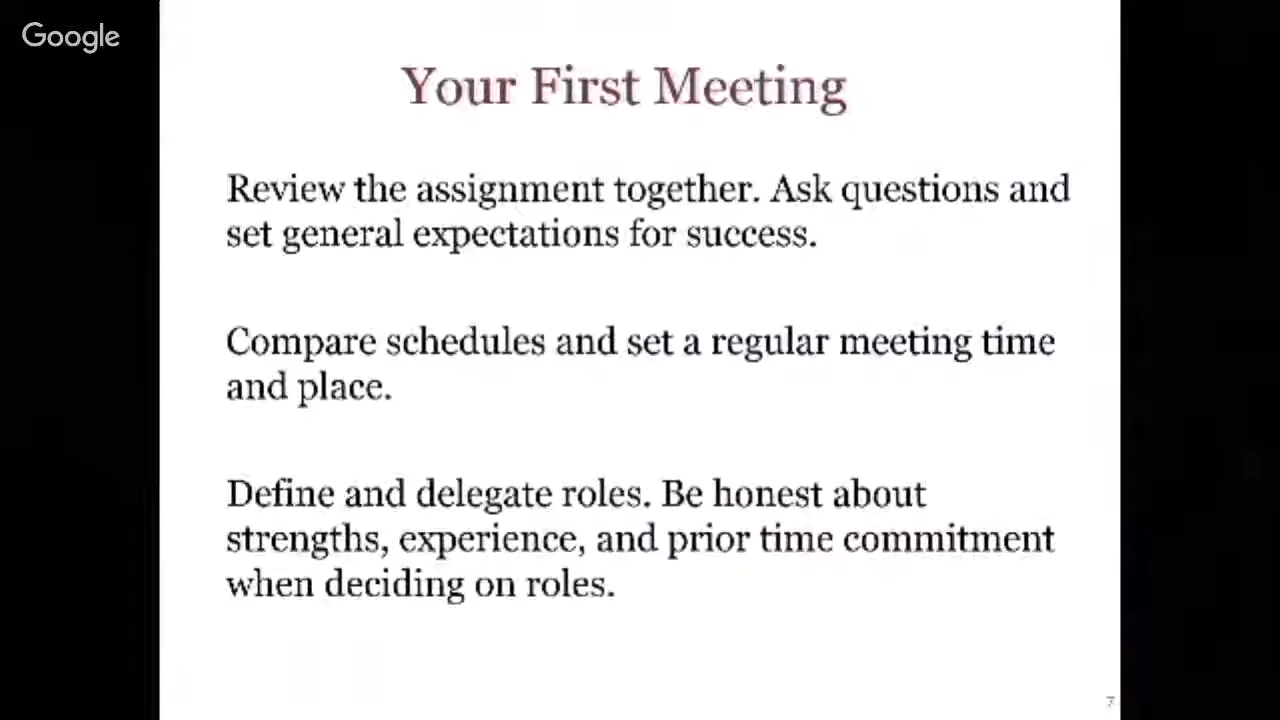 Google
Your First Meeting
Review the assignment together. Ask questions and
set general expectations for success.
Compare schedules and set a regular meeting time
and place.
Define and delegate roles. Be honest about
strengths, experience, and prior time commitment
when deciding on roles.
7